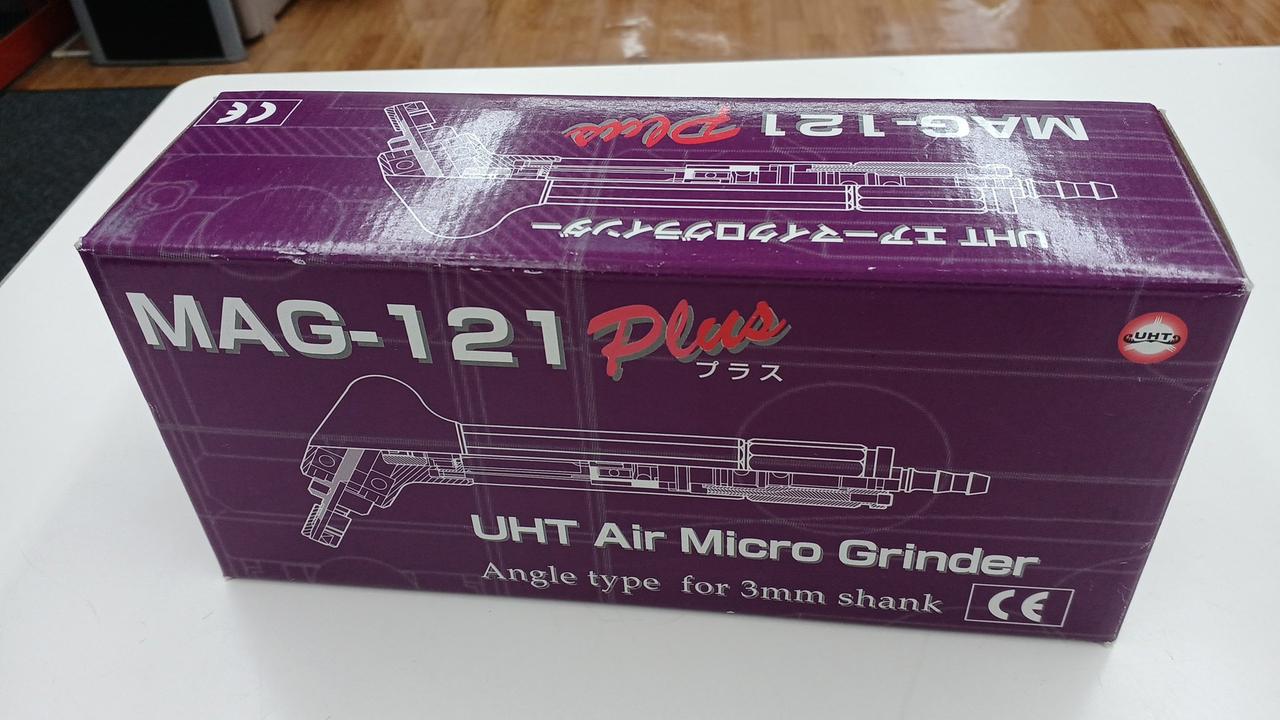 CE
MAG-121 Plus
UHT エアーマイクログラインダー
MAG-121 Plus
プラス
UHT
UHT Air Micro Grinder
Angle type for 3mm shank
CE